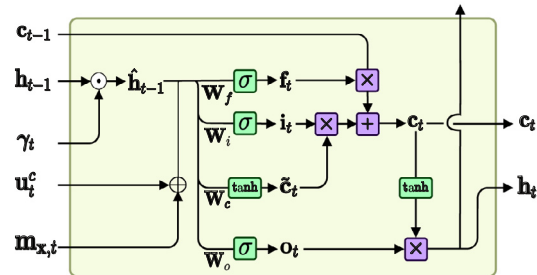 c_{t−1}
h_{t−1} ⊙ ĥ_{t−1} W_f σ f_t ×
γ_t W_i σ i_t × + c_t c_t
u_t^c W_c tanh c̃_t tanh h_t
m_{x,t} W_o σ o_t ×